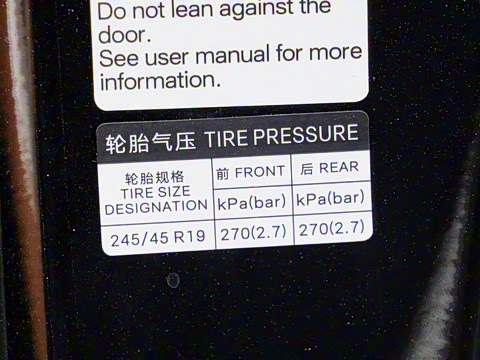 Do not lean against the
door.
See user manual for more
information.
轮胎气压 TIRE PRESSURE
轮胎规格
TIRE SIZE
DESIGNATION
前 FRONT
后 REAR
kPa(bar)
kPa(bar)
245/45 R19
270(2.7)
270(2.7)